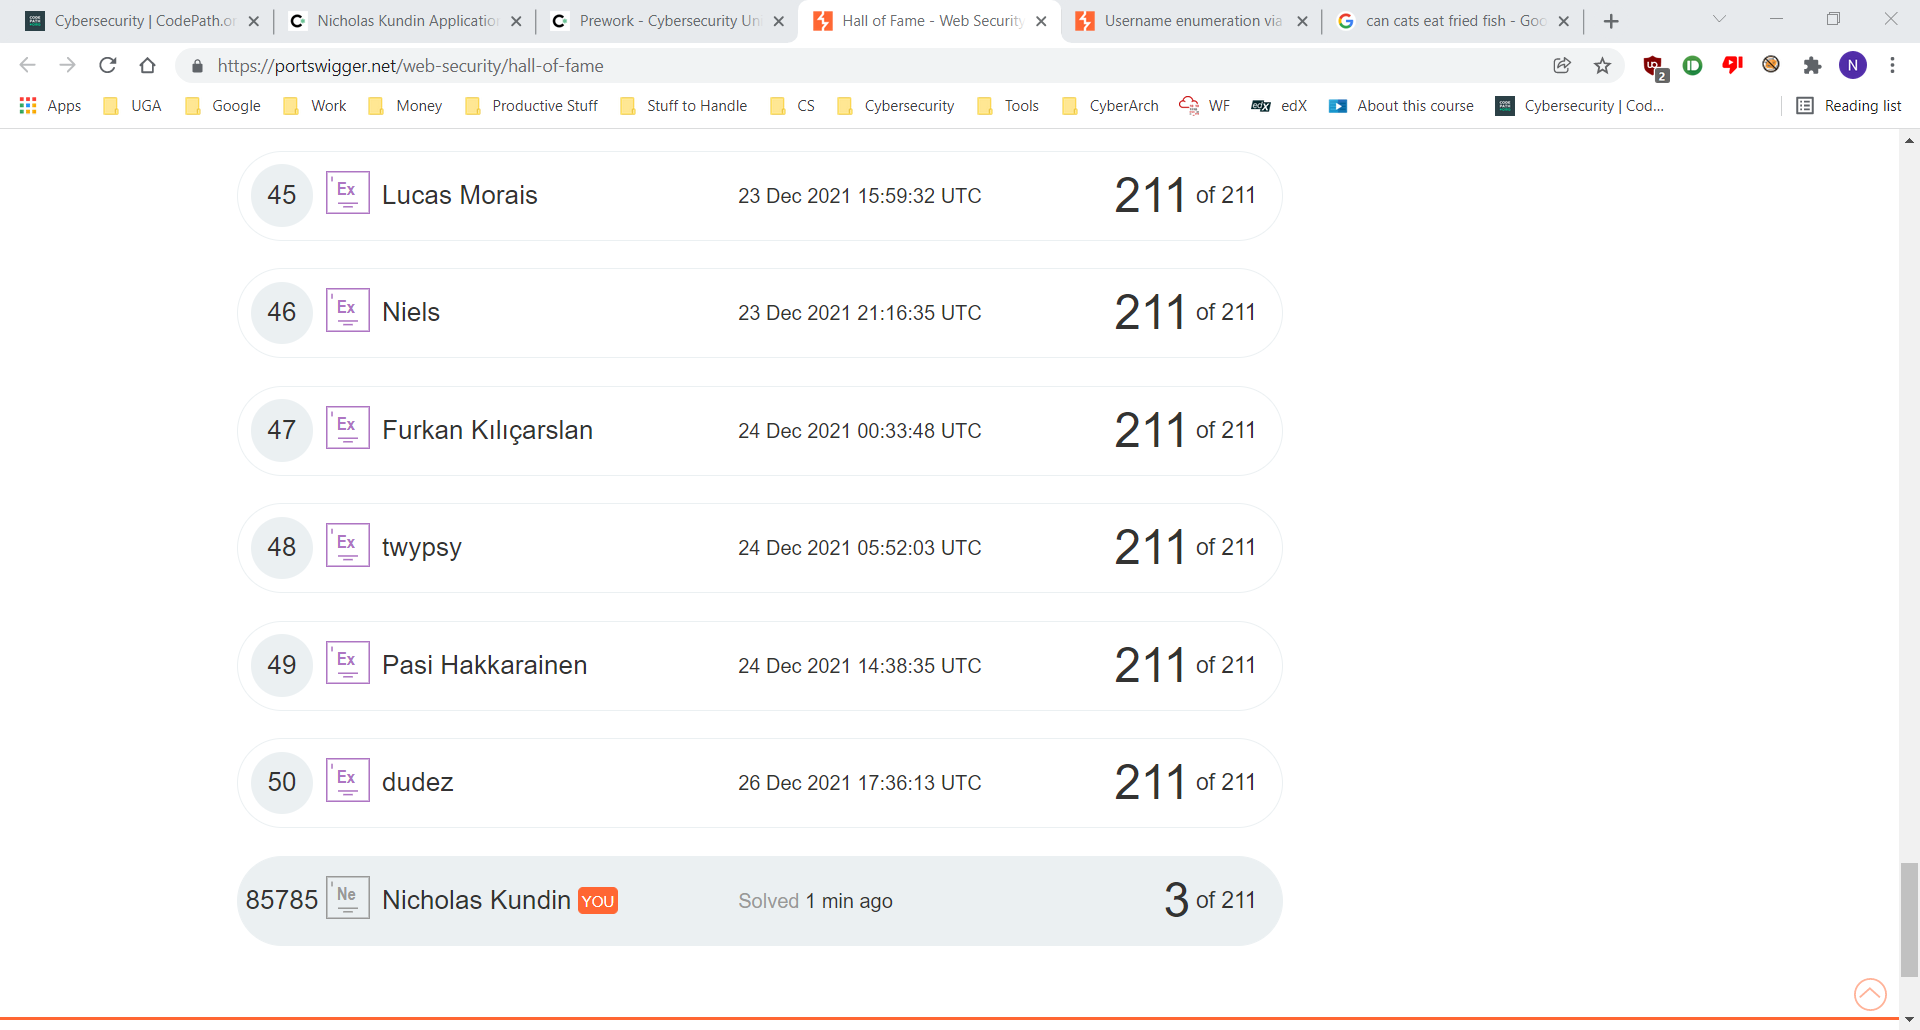 Cybersecurity | CodePath.or
Nicholas Kundin Application
Prework - Cybersecurity Uni
Hall of Fame - Web Security
Username enumeration via
can cats eat fried fish - Goo
https://portswigger.net/web-security/hall-of-fame
2
N
Apps UGA Google Work Money Productive Stuff Stuff to Handle CS Cybersecurity Tools CyberArch WF edX About this course Cybersecurity | Cod... Reading list
45 Ex Lucas Morais 23 Dec 2021 15:59:32 UTC 211 of 211
46 Ex Niels 23 Dec 2021 21:16:35 UTC 211 of 211
47 Ex Furkan Kılıçarslan 24 Dec 2021 00:33:48 UTC 211 of 211
48 Ex twypsy 24 Dec 2021 05:52:03 UTC 211 of 211
49 Ex Pasi Hakkarainen 24 Dec 2021 14:38:35 UTC 211 of 211
50 Ex dudez 26 Dec 2021 17:36:13 UTC 211 of 211
85785 Ne Nicholas Kundin YOU Solved 1 min ago 3 of 211